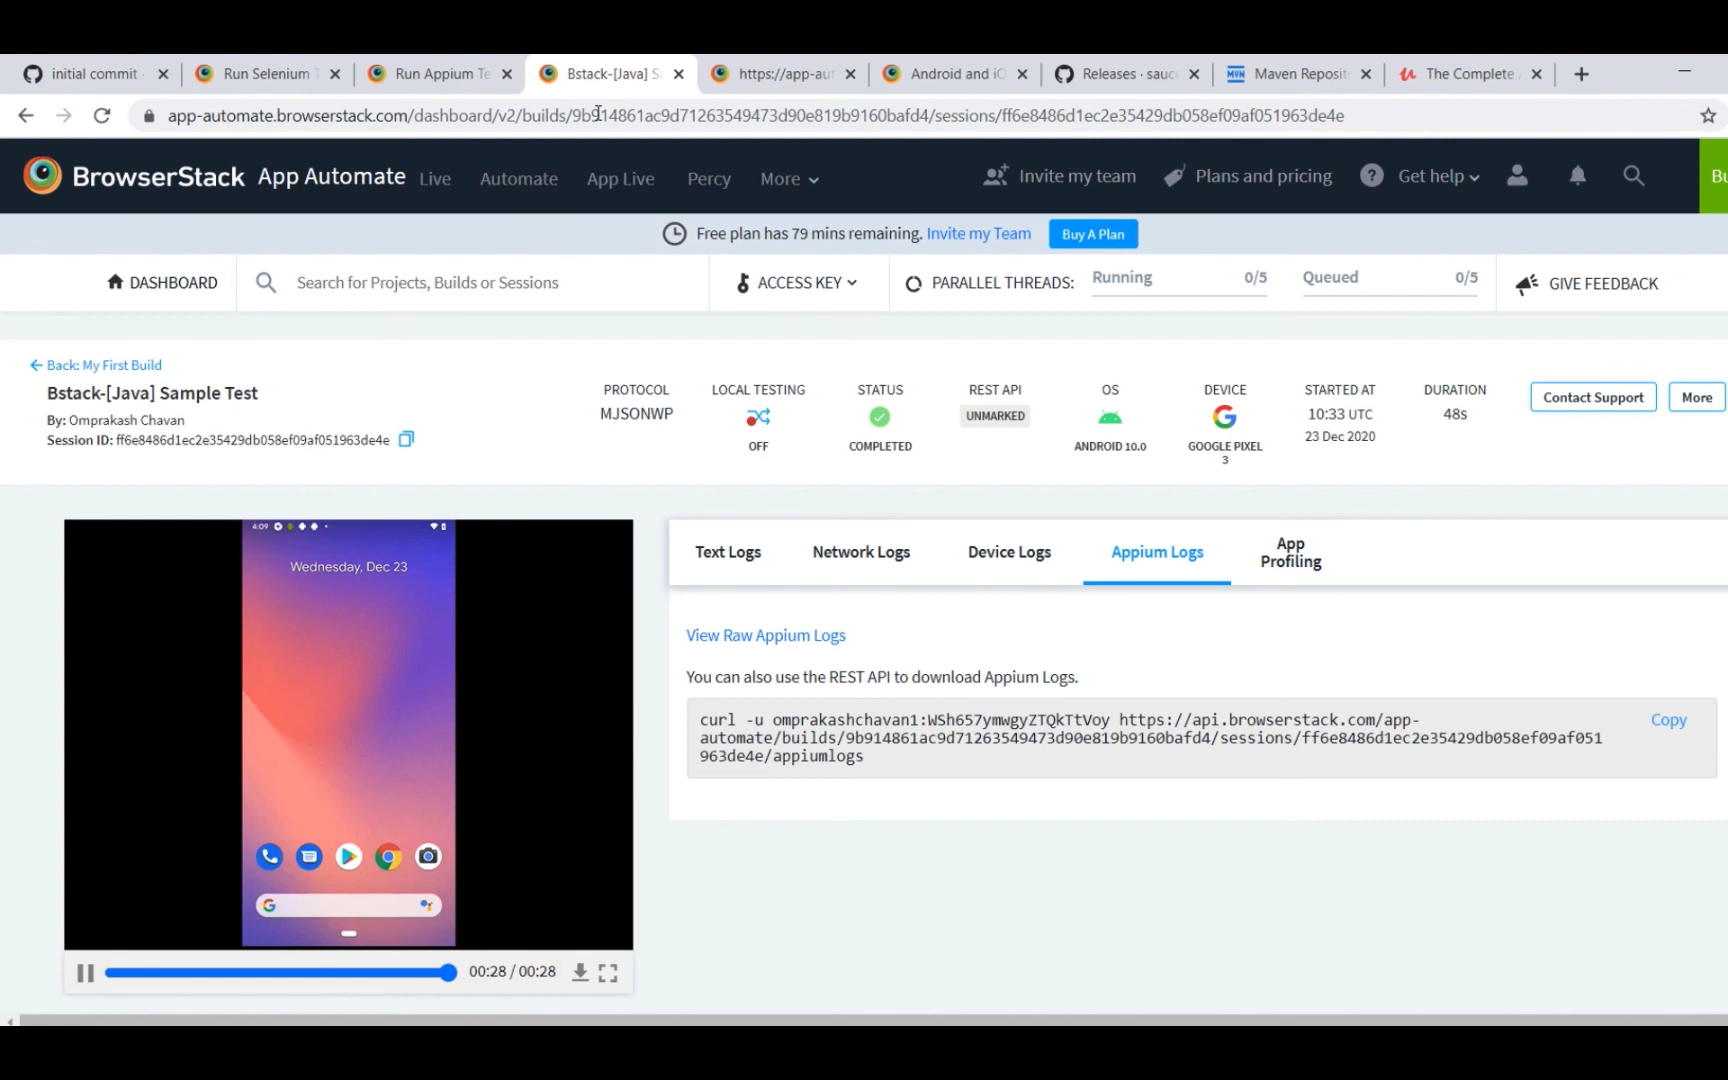 initial commit
Run Selenium T
Run Appium Te
Bstack-[Java] S
https://app-aut
Android and iO
Releases · sauc
MVN Maven Reposit
The Complete
app-automate.browserstack.com/dashboard/v2/builds/9b914861ac9d71263549473d90e819b9160bafd4/sessions/ff6e8486d1ec2e35429db058ef09af051963de4e
BrowserStack App Automate Live Automate App Live Percy More Invite my team Plans and pricing ? Get help Bu
Free plan has 79 mins remaining. Invite my Team Buy A Plan
DASHBOARD Search for Projects, Builds or Sessions ACCESS KEY PARALLEL THREADS: Running 0/5 Queued 0/5 GIVE FEEDBACK
Back: My First Build
Bstack-[Java] Sample Test
By: Omprakash Chavan
Session ID: ff6e8486d1ec2e35429db058ef09af051963de4e
PROTOCOL
MJSONWP
LOCAL TESTING
OFF
STATUS
COMPLETED
REST API
UNMARKED
OS
ANDROID 10.0
DEVICE
GOOGLE PIXEL
3
STARTED AT
10:33 UTC
23 Dec 2020
DURATION
48s
Contact Support
More
4:09
Wednesday, Dec 23
00:28 / 00:28
Text Logs
Network Logs
Device Logs
Appium Logs
App
Profiling
View Raw Appium Logs
You can also use the REST API to download Appium Logs.
curl -u omprakashchavan1:WSh657ymwgyZTQkTtVoy https://api.browserstack.com/app-
automate/builds/9b914861ac9d71263549473d90e819b9160bafd4/sessions/ff6e8486d1ec2e35429db058ef09af051
963de4e/appiumlogs
Copy